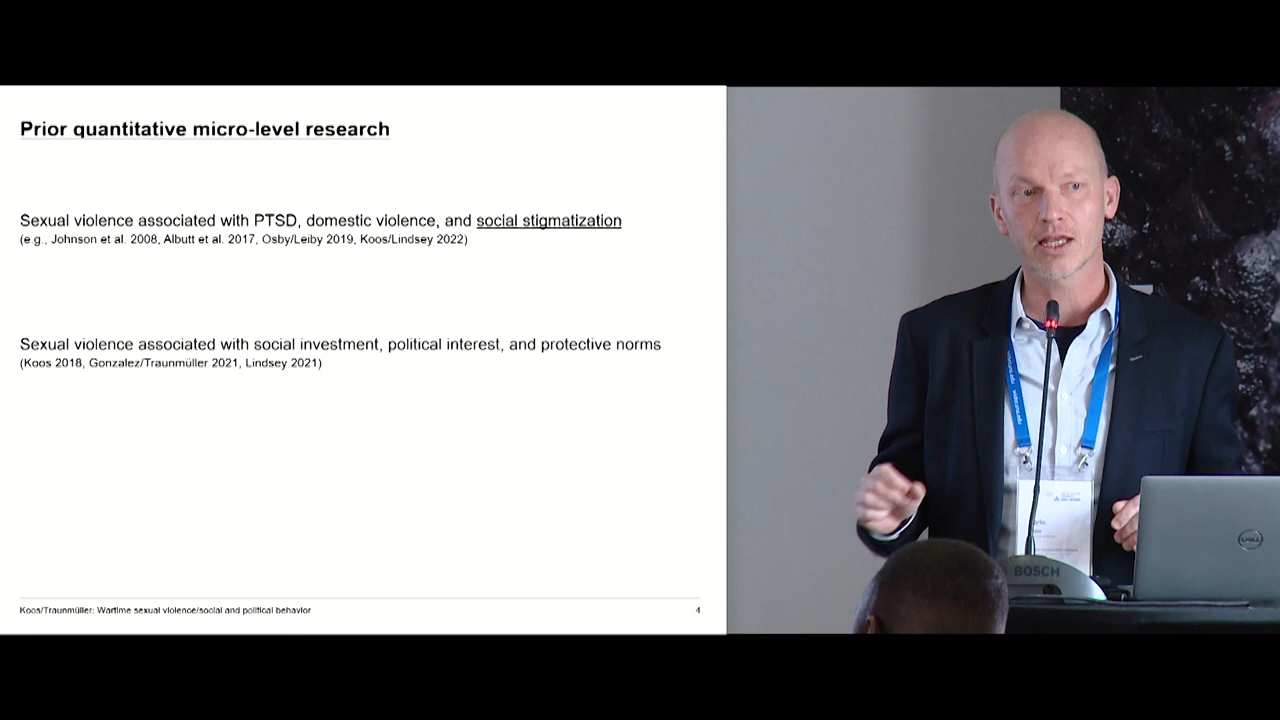 Prior quantitative micro-level research
Sexual violence associated with PTSD, domestic violence, and social stigmatization
(e.g., Johnson et al. 2008, Albutt et al. 2017, Osby/Leiby 2019, Koos/Lindsey 2022)
Sexual violence associated with social investment, political interest, and protective norms
(Koos 2018, Gonzalez/Traunmüller 2021, Lindsey 2021)
Koos/Traunmüller: Wartime sexual violence/social and political behavior
4
DELL
BOSCH